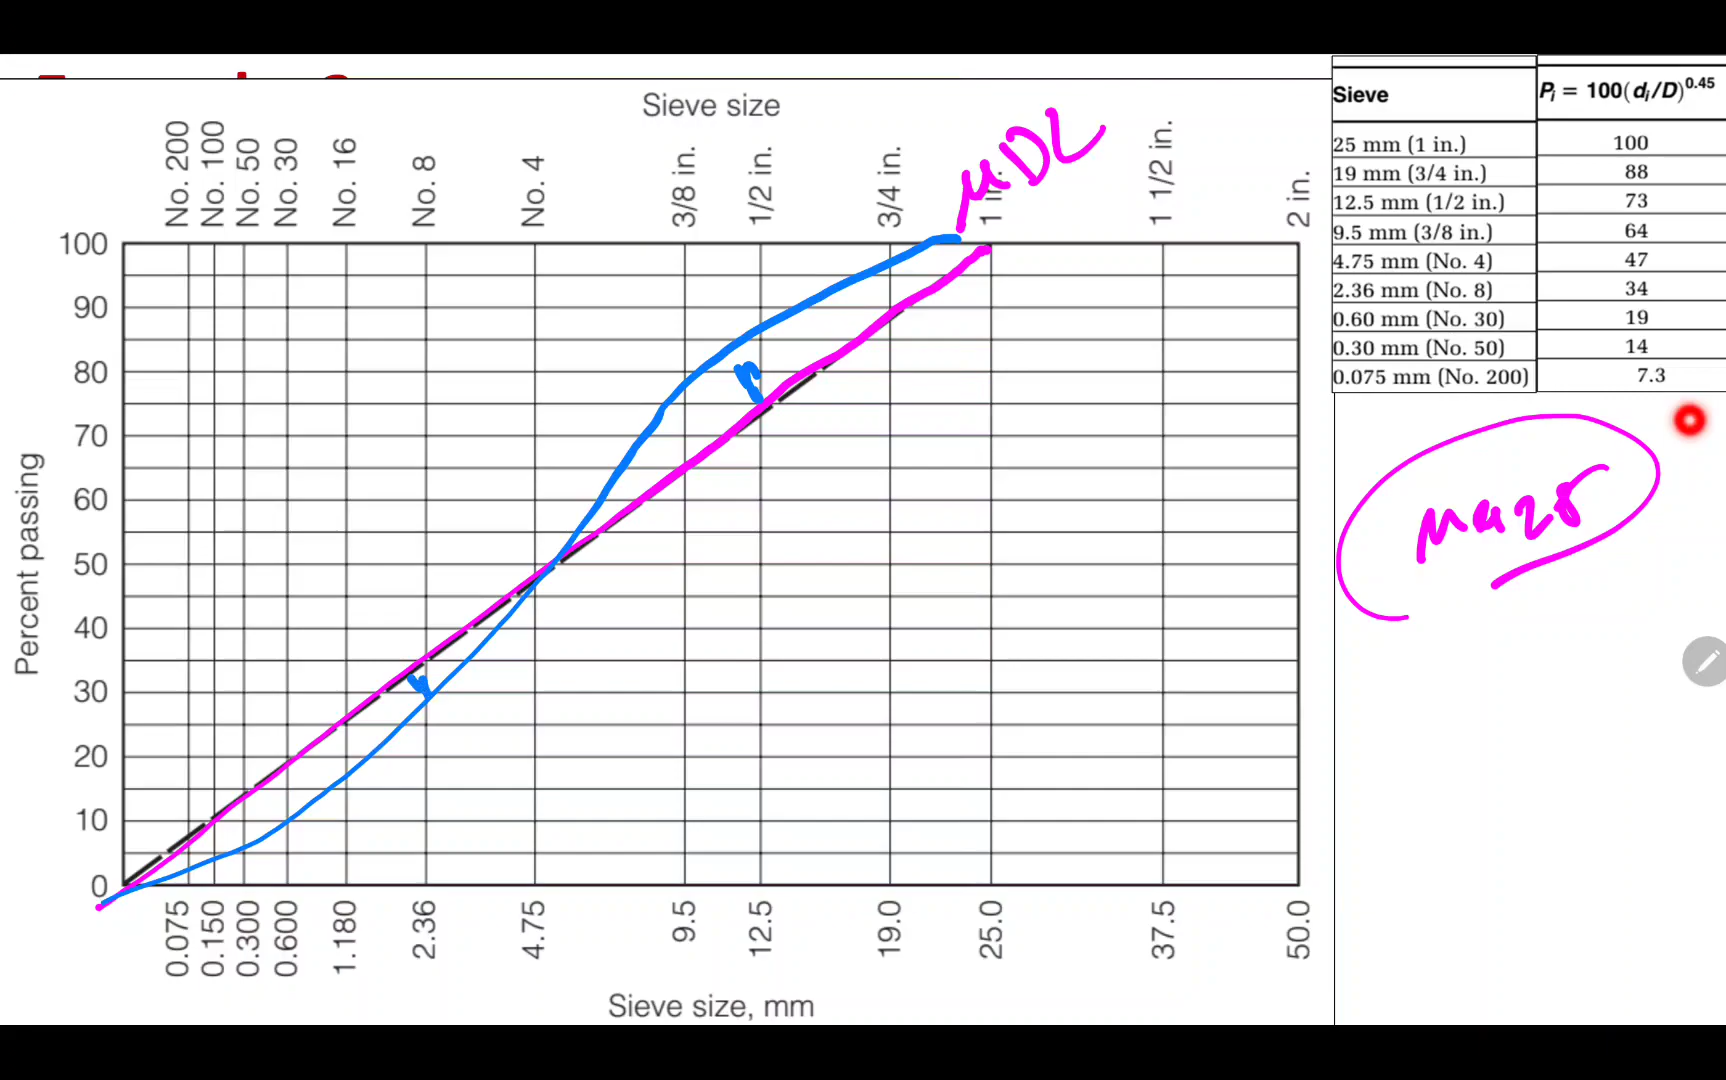 Sieve size
No. 200
No. 100
No. 50
No. 30
No. 16
No. 8
No. 4
3/8 in.
1/2 in.
3/4 in.
1 in.
1 1/2 in.
2 in.
MDL
100
90
80
70
60
50
40
30
20
10
0
Percent passing
0.075
0.150
0.300
0.600
1.180
2.36
4.75
9.5
12.5
19.0
25.0
37.5
50.0
Sieve size, mm
Sieve Pi = 100(di/D)0.45
25 mm (1 in.) 100
19 mm (3/4 in.) 88
12.5 mm (1/2 in.) 73
9.5 mm (3/8 in.) 64
4.75 mm (No. 4) 47
2.36 mm (No. 8) 34
0.60 mm (No. 30) 19
0.30 mm (No. 50) 14
0.075 mm (No. 200) 7.3